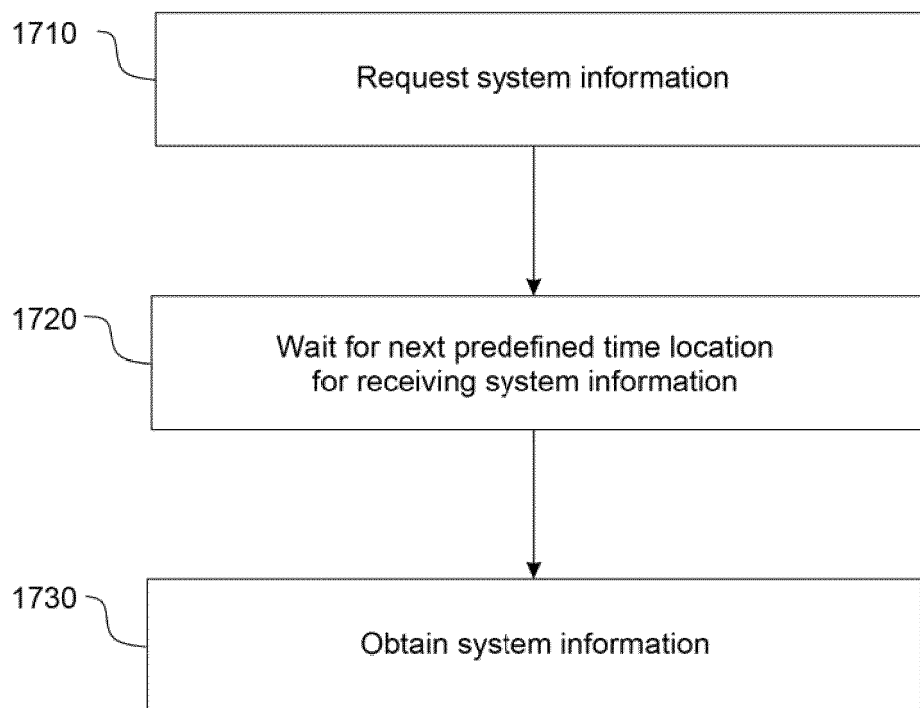 1710
Request system information
1720
Wait for next predefined time location
for receiving system information
1730
Obtain system information